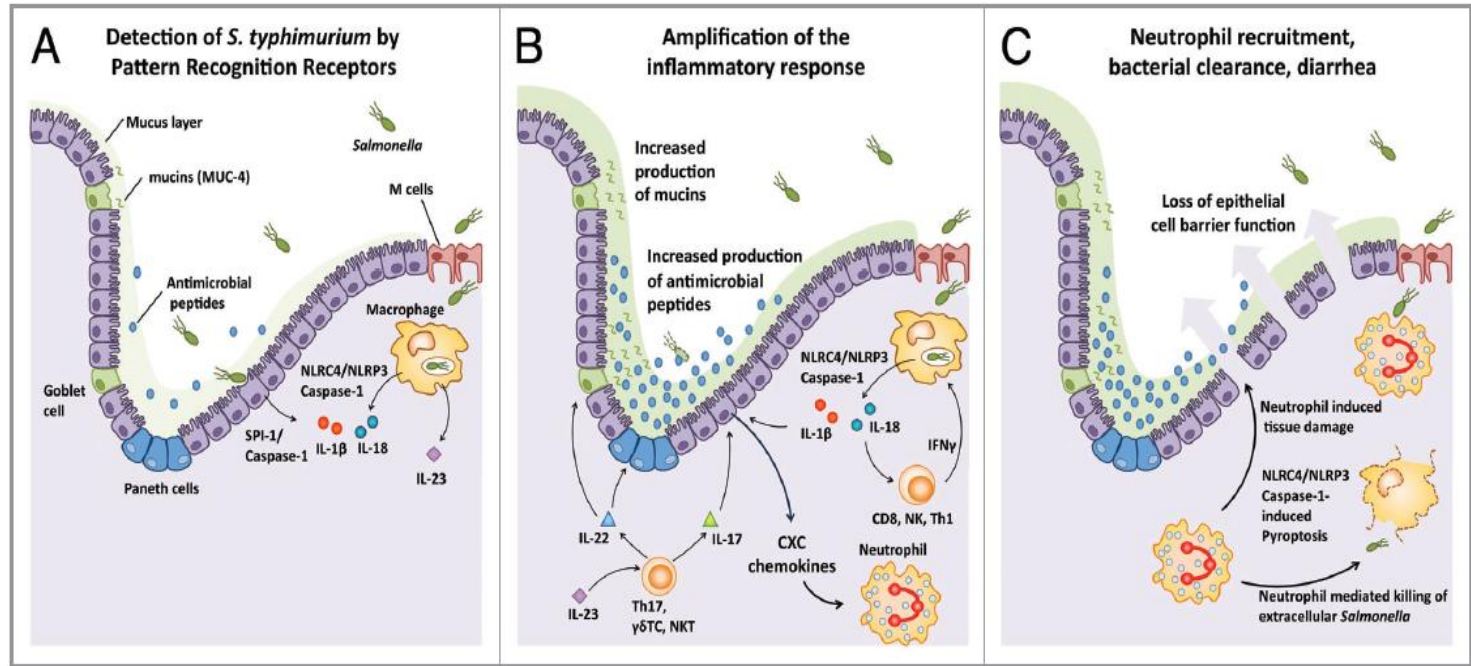 A
Detection of S. typhimurium by
Pattern Recognition Receptors
Mucus layer
Salmonella
mucins (MUC-4)
M cells
Antimicrobial
peptides
Macrophage
NLRC4/NLRP3
Caspase-1
Goblet
cell
SPI-1/
Caspase-1
IL-1β
IL-18
IL-23
Paneth cells
B
Amplification of the
inflammatory response
Increased
production
of mucins
Increased production
of antimicrobial
peptides
NLRC4/NLRP3
Caspase-1
IL-1β
IL-18
IFNγ
CD8, NK, Th1
IL-22
IL-17
CXC
chemokines
Neutrophil
IL-23
Th17,
γδTC, NKT
C
Neutrophil recruitment,
bacterial clearance, diarrhea
Loss of epithelial
cell barrier function
Neutrophil induced
tissue damage
NLRC4/NLRP3
Caspase-1-
induced
Pyroptosis
Neutrophil mediated killing of
extracellular Salmonella